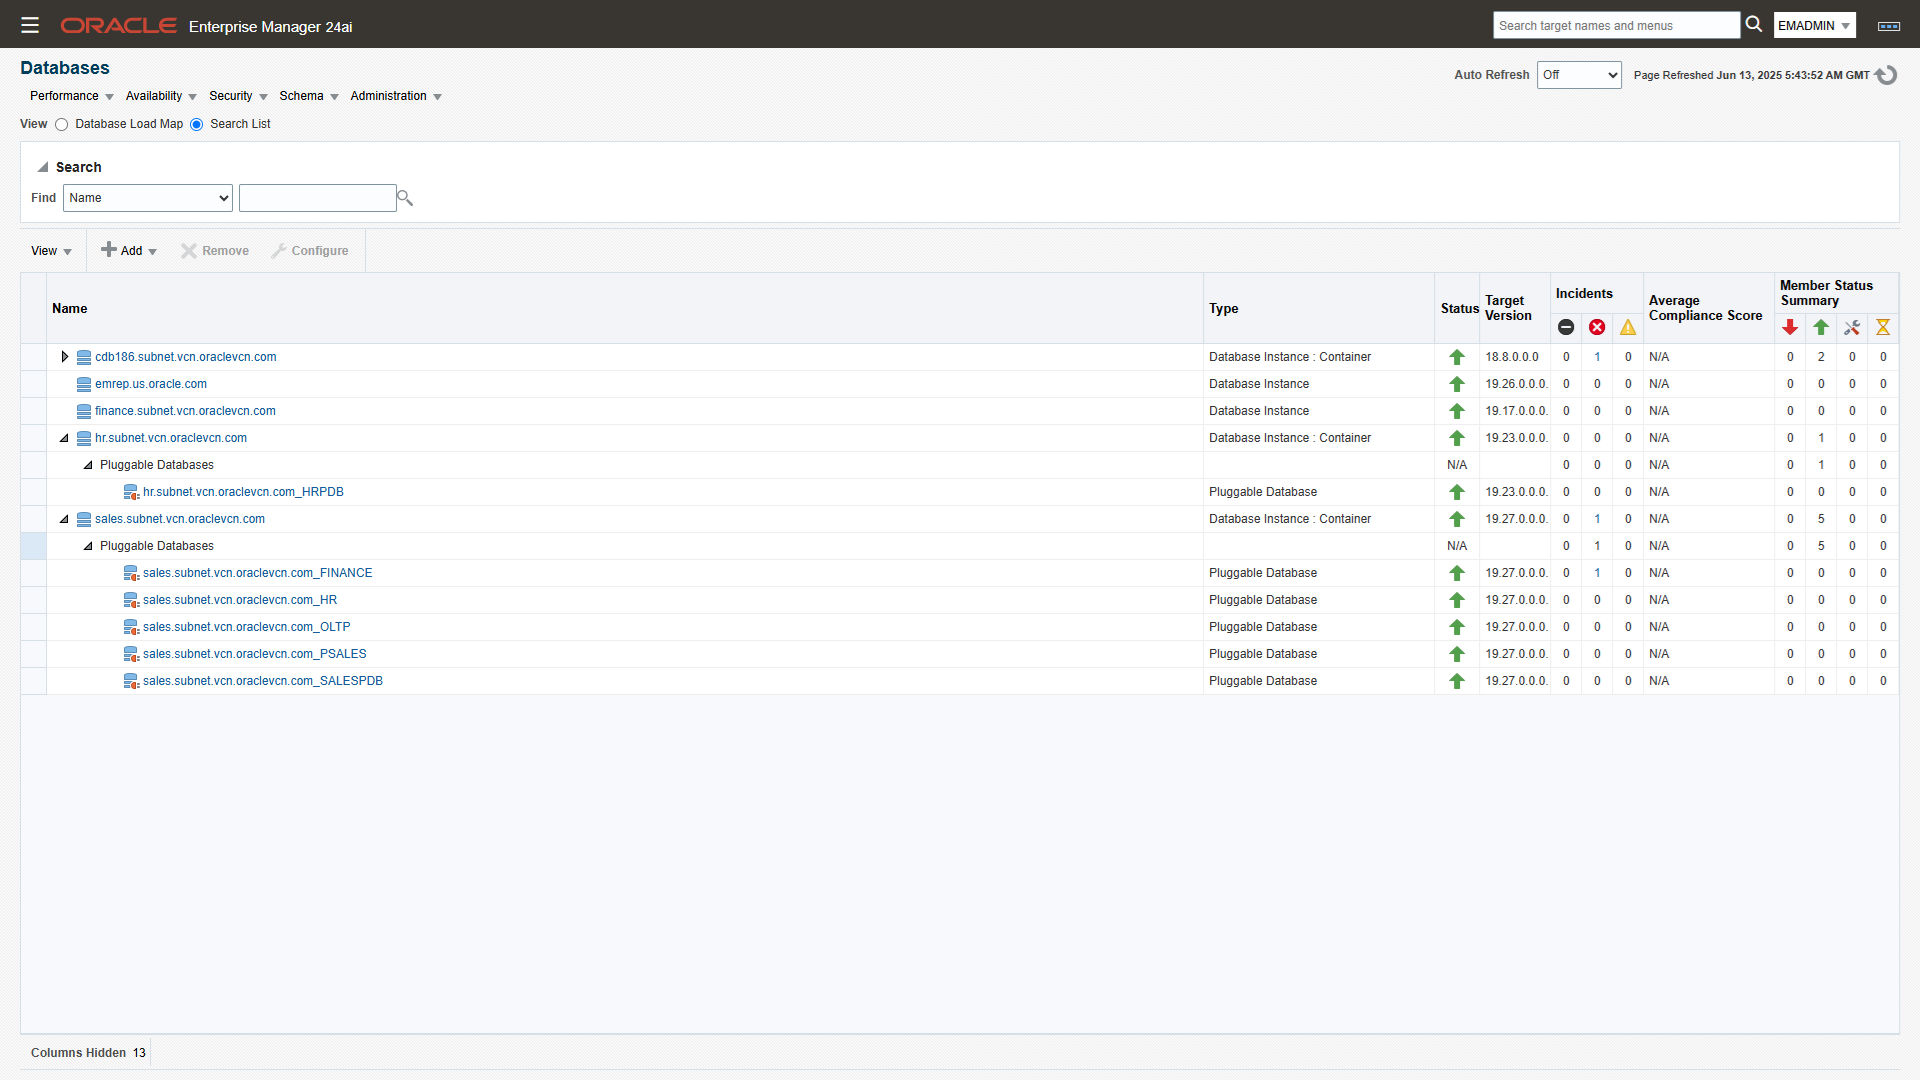 ORACLE Enterprise Manager 24ai
Search target names and menus
EMADMIN
Databases
Auto Refresh Off Page Refreshed Jun 13, 2025 5:43:52 AM GMT
Performance Availability Security Schema Administration
View Database Load Map Search List
Search
Find Name
View Add Remove Configure
Name Type Status Target Version Incidents Average Compliance Score Member Status Summary
cdb186.subnet.vcn.oraclevcn.com Database Instance : Container 18.8.0.0.0 0 1 0 N/A 0 2 0 0
emrep.us.oracle.com Database Instance 19.26.0.0.0. 0 0 0 N/A 0 0 0 0
finance.subnet.vcn.oraclevcn.com Database Instance 19.17.0.0.0. 0 0 0 N/A 0 0 0 0
hr.subnet.vcn.oraclevcn.com Database Instance : Container 19.23.0.0.0. 0 0 0 N/A 0 1 0 0
Pluggable Databases N/A 0 0 0 N/A 0 1 0 0
hr.subnet.vcn.oraclevcn.com_HRPDB Pluggable Database 19.23.0.0.0. 0 0 0 N/A 0 0 0 0
sales.subnet.vcn.oraclevcn.com Database Instance : Container 19.27.0.0.0. 0 1 0 N/A 0 5 0 0
Pluggable Databases N/A 0 1 0 N/A 0 5 0 0
sales.subnet.vcn.oraclevcn.com_FINANCE Pluggable Database 19.27.0.0.0. 0 1 0 N/A 0 0 0 0
sales.subnet.vcn.oraclevcn.com_HR Pluggable Database 19.27.0.0.0. 0 0 0 N/A 0 0 0 0
sales.subnet.vcn.oraclevcn.com_OLTP Pluggable Database 19.27.0.0.0. 0 0 0 N/A 0 0 0 0
sales.subnet.vcn.oraclevcn.com_PSALES Pluggable Database 19.27.0.0.0. 0 0 0 N/A 0 0 0 0
sales.subnet.vcn.oraclevcn.com_SALESPDB Pluggable Database 19.27.0.0.0. 0 0 0 N/A 0 0 0 0
Columns Hidden 13